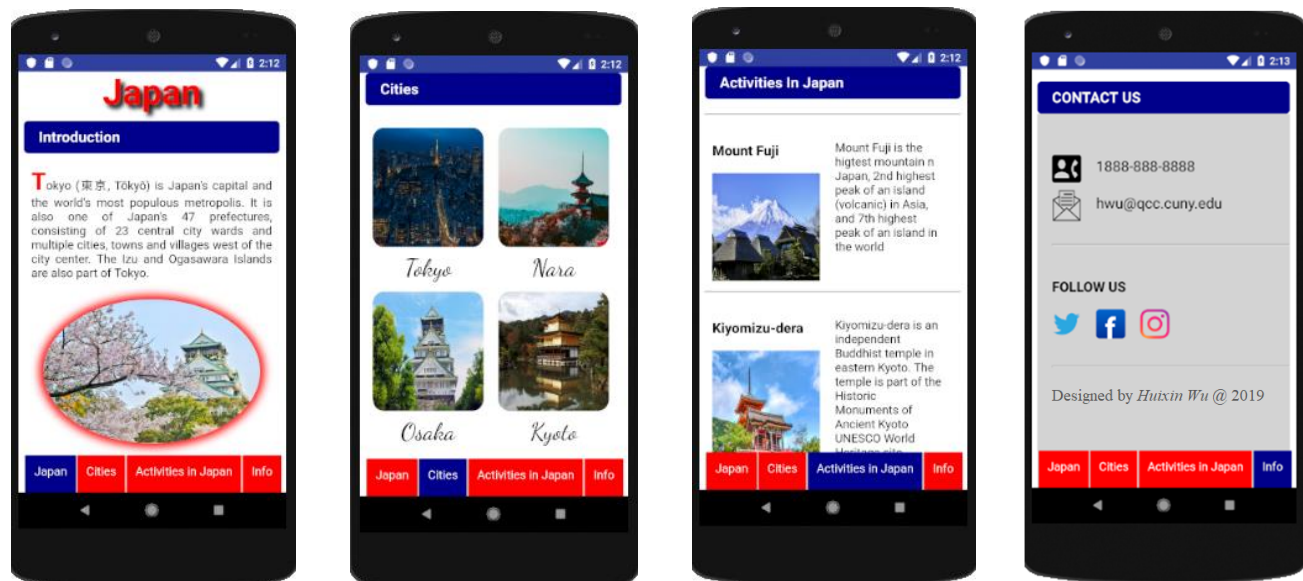 2:12
Japan
Introduction
Tokyo (東京, Tōkyō) is Japan's capital and
the world's most populous metropolis. It is
also one of Japan's 47 prefectures,
consisting of 23 central city wards and
multiple cities, towns and villages west of the
city center. The Izu and Ogasawara Islands
are also part of Tokyo.
Japan Cities Activities in Japan Info
2:12
Cities
Tokyo Nara
Osaka Kyoto
Japan Cities Activities in Japan Info
2:12
Activities In Japan
Mount Fuji
Mount Fuji is the
higtest mountain n
Japan, 2nd highest
peak of an island
(volcanic) in Asia,
and 7th highest
peak of an island in
the world
Kiyomizu-dera
Kiyomizu-dera is an
independent
Buddhist temple in
eastern Kyoto. The
temple is part of the
Historic
Monuments of
Ancient Kyoto
UNESCO World
Heritage site
Japan Cities Activities in Japan Info
2:13
CONTACT US
1888-888-8888
hwu@qcc.cuny.edu
FOLLOW US
Designed by Huixin Wu @ 2019
Japan Cities Activities in Japan Info